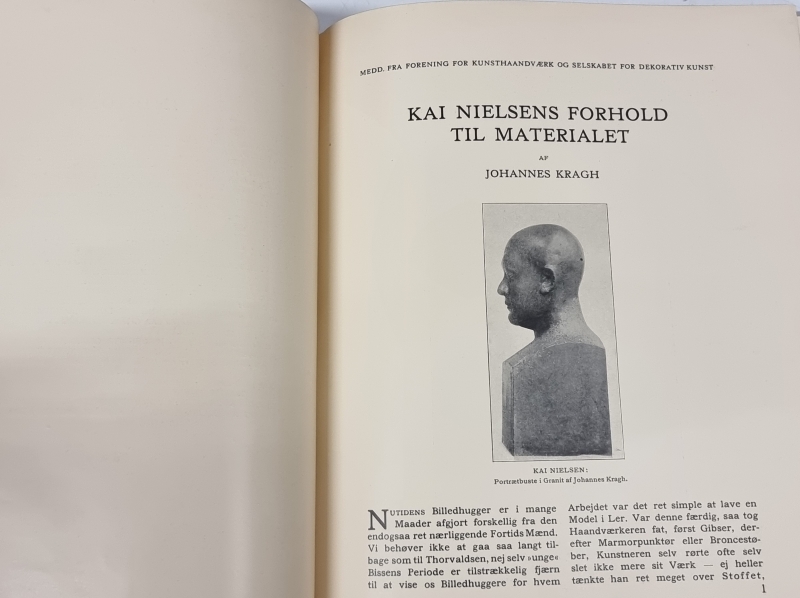 MEDD. FRA FORENING FOR KUNSTHAANDVÆRK OG SELSKABET FOR DEKORATIV KUNST
KAI NIELSENS FORHOLD
TIL MATERIALET
AF
JOHANNES KRAGH
KAI NIELSEN:
Portrætbuste i Granit af Johannes Kragh.
NUTIDENS Billedhugger er i mange
Maader afgjort forskellig fra den
endogsaa ret nærliggende Fortids Mænd.
Vi behøver ikke at gaa saa langt til-
bage som til Thorvaldsen, nej selv »unge«
Bissens Periode er tilstrækkelig fjærn
til at vise os Billedhuggere for hvem
Arbejdet var det ret simple at lave en
Model i Ler. Var denne færdig, saa tog
Haandværkeren fat, først Gibser, der-
efter Marmorpunktør eller Broncestø-
ber, Kunstneren selv rørte ofte selv
slet ikke mere sit Værk — ej heller
tænkte han ret meget over Stoffet,
1